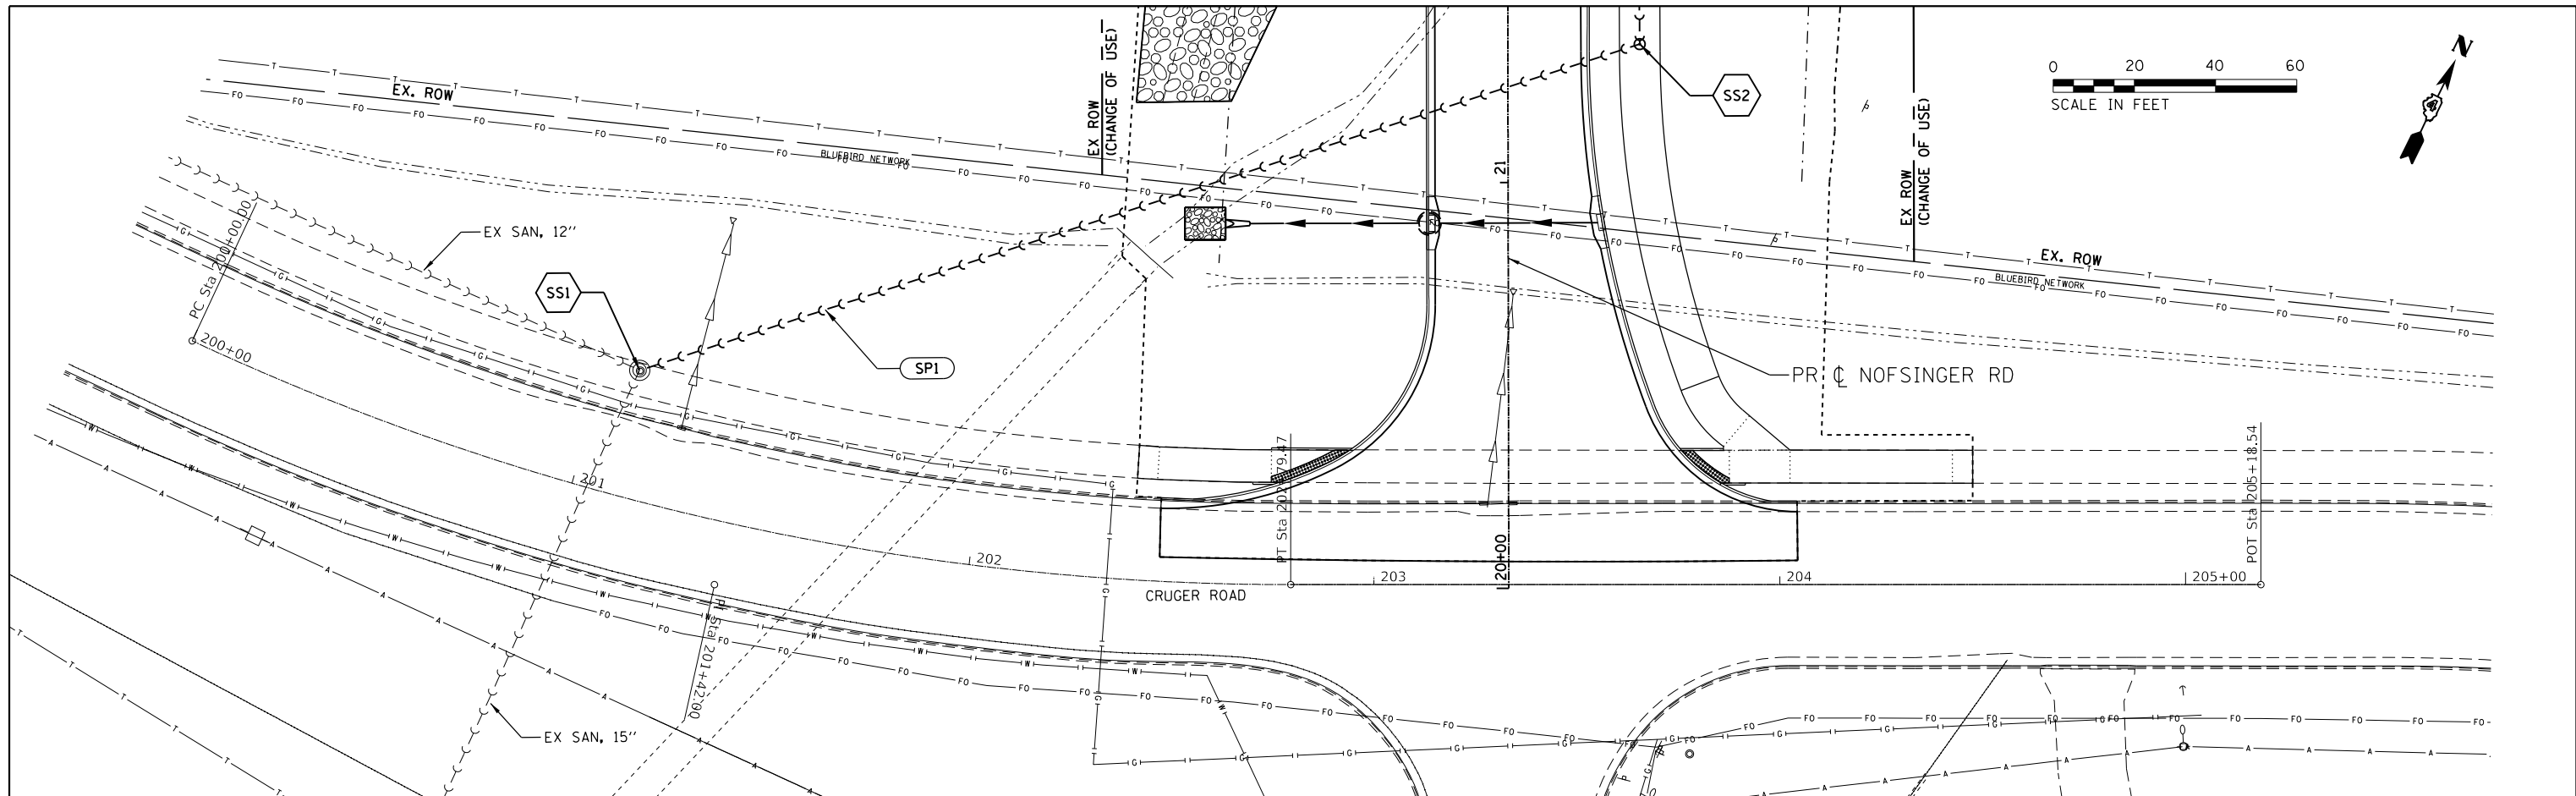 EX ROW
(CHANGE OF USE)
N
0 20 40 60
SCALE IN FEET
SS2
EX. ROW
BLUEBIRD NETWORK
21
EX ROW
(CHANGE OF USE)
EX SAN, 12''
PC Sta 200+00.00
SS1
200+00
SP1
EX. ROW
BLUEBIRD NETWORK
PR ℄ NOFSINGER RD
201
PT Sta 202+79.47
POT Sta 205+18.54
202
20+00
203
204
205+00
CRUGER ROAD
PI Sta 201+42.00
EX SAN, 15''